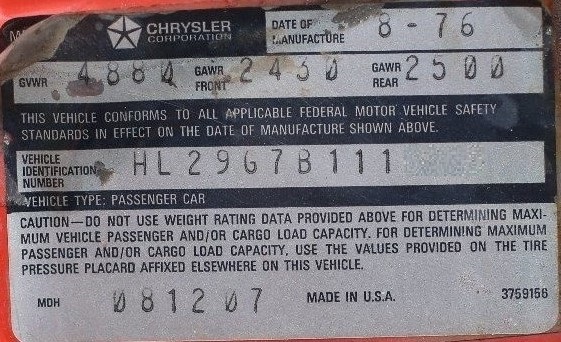 CHRYSLER CORPORATION
DATE OF MANUFACTURE 8-76
GVWR 4880 GAWR FRONT 2430 GAWR REAR 2500
THIS VEHICLE CONFORMS TO ALL APPLICABLE FEDERAL MOTOR VEHICLE SAFETY
STANDARDS IN EFFECT ON THE DATE OF MANUFACTURE SHOWN ABOVE.
VEHICLE IDENTIFICATION NUMBER HL29G7B111
VEHICLE TYPE: PASSENGER CAR
CAUTION—DO NOT USE WEIGHT RATING DATA PROVIDED ABOVE FOR DETERMINING MAXI-
MUM VEHICLE PASSENGER AND/OR CARGO LOAD CAPACITY. FOR DETERMINING MAXIMUM
PASSENGER AND/OR CARGO LOAD CAPACITY, USE THE VALUES PROVIDED ON THE TIRE
PRESSURE PLACARD AFFIXED ELSEWHERE ON THIS VEHICLE.
MDH 081207 MADE IN U.S.A. 3759156